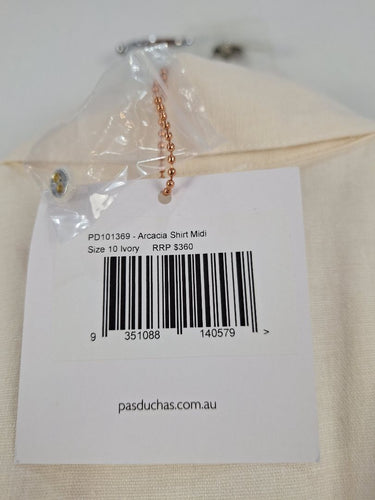 PD101369 - Arcacia Shirt Midi
Size 10 Ivory RRP $360
9 351088 140579 >
pasduchas.com.au